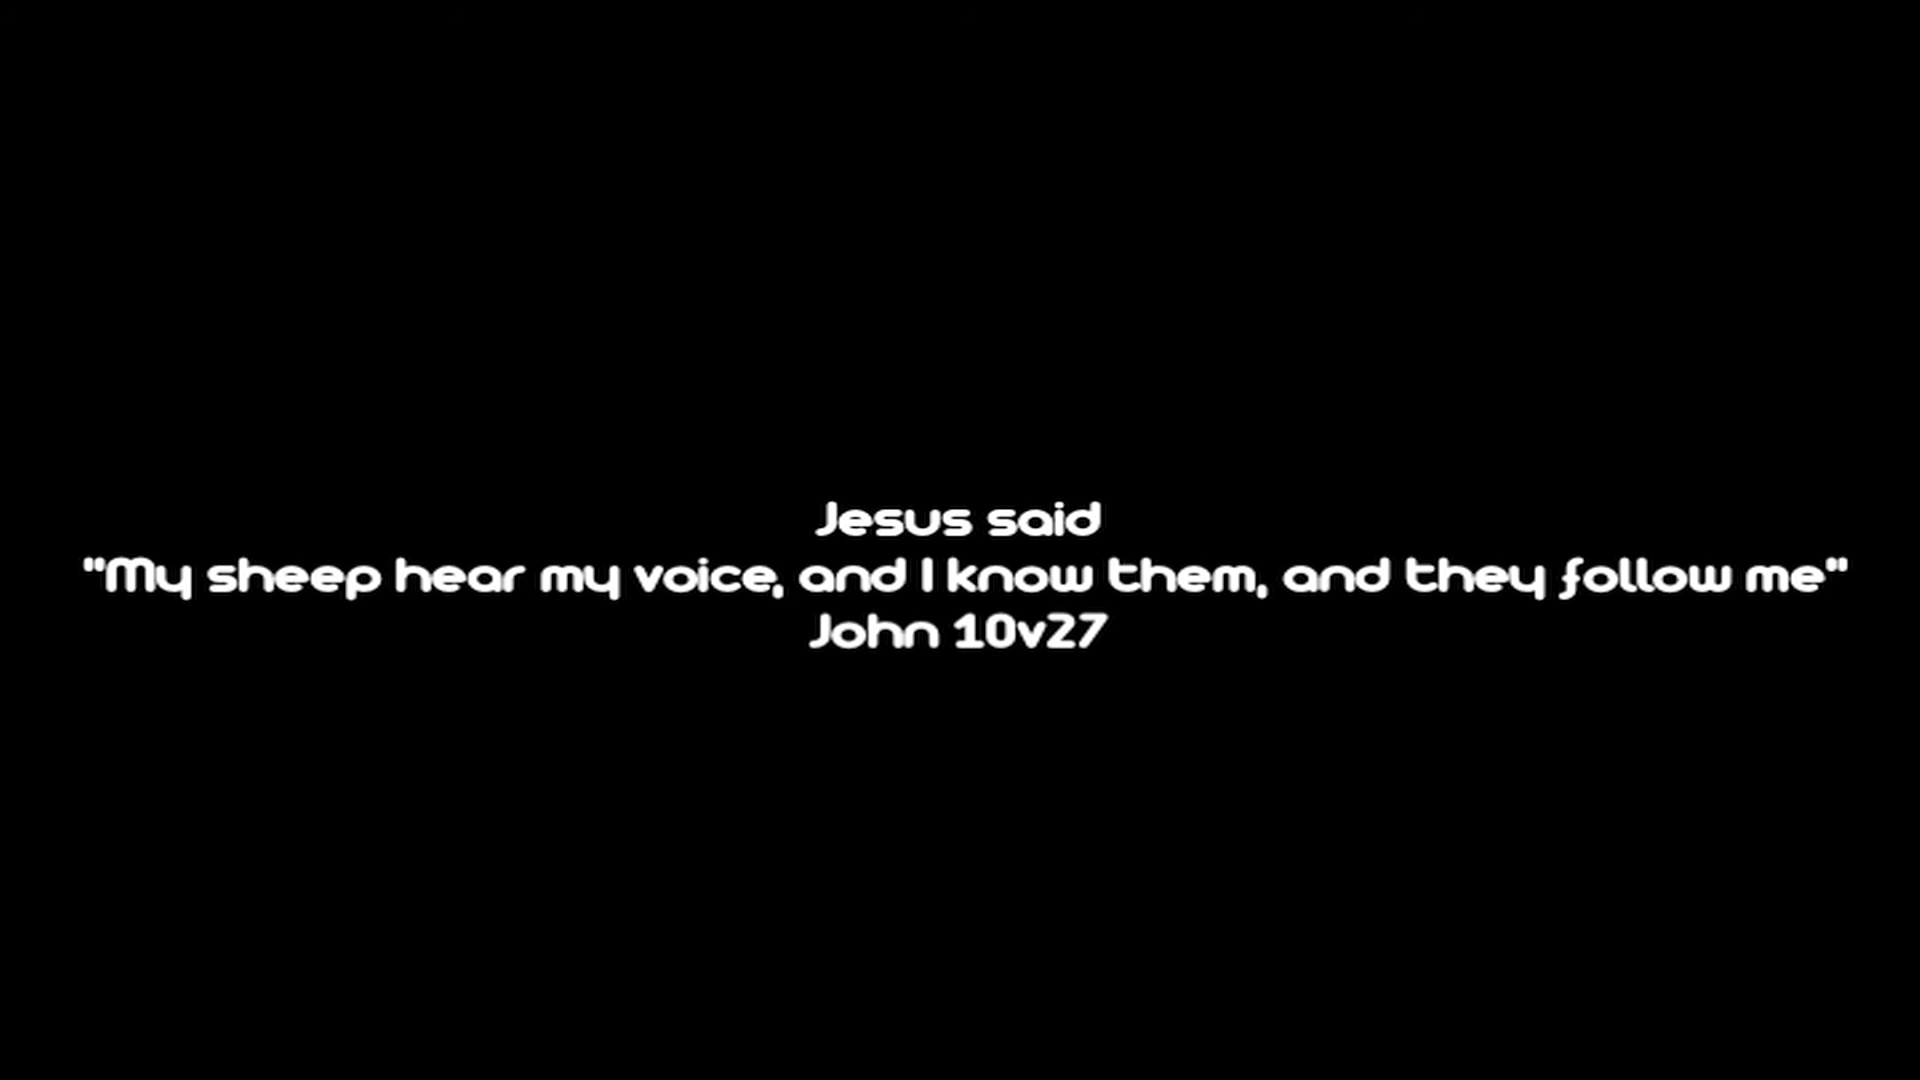 Jesus said
"My sheep hear my voice, and I know them, and they follow me"
John 10v27